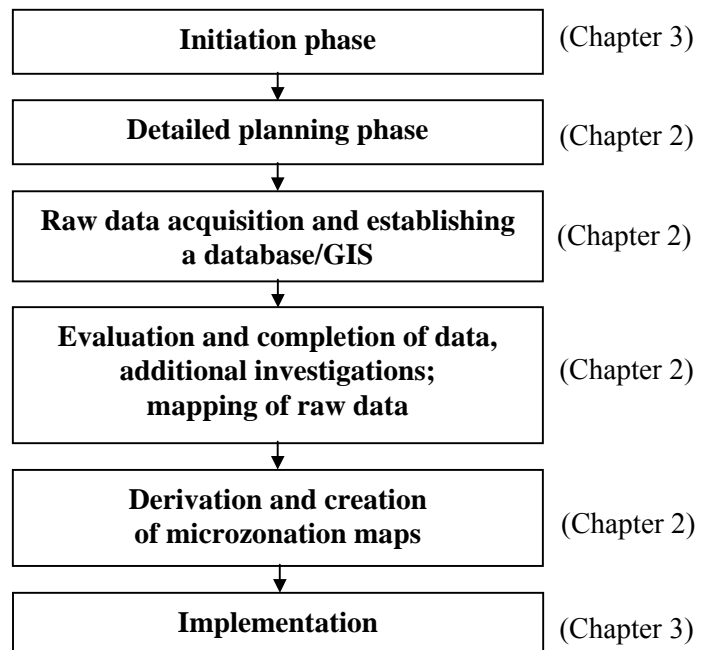 Initiation phase (Chapter 3)
Detailed planning phase (Chapter 2)
Raw data acquisition and establishing
a database/GIS (Chapter 2)
Evaluation and completion of data,
additional investigations; (Chapter 2)
mapping of raw data
Derivation and creation
of microzonation maps (Chapter 2)
Implementation (Chapter 3)